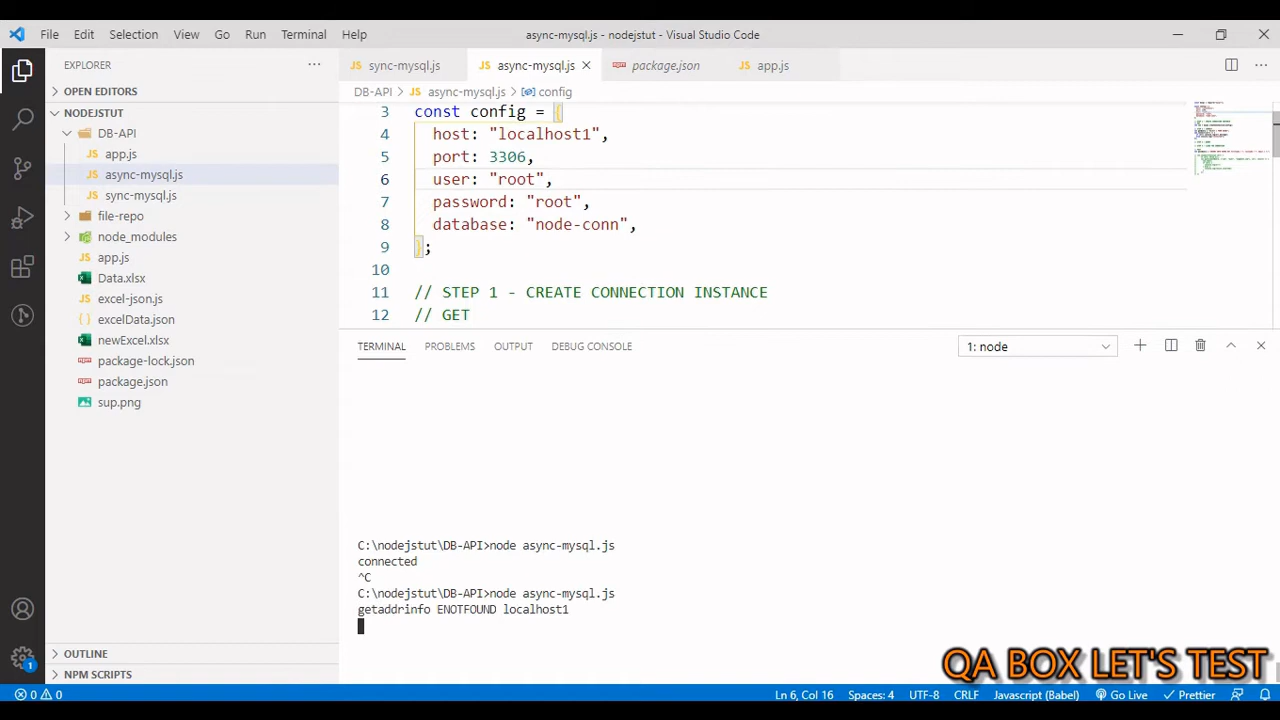 File Edit Selection View Go Run Terminal Help
async-mysql.js - nodejstut - Visual Studio Code
EXPLORER
OPEN EDITORS
NODEJSTUT
DB-API
app.js
async-mysql.js
sync-mysql.js
file-repo
node_modules
app.js
Data.xlsx
excel-json.js
excelData.json
newExcel.xlsx
package-lock.json
package.json
sup.png
OUTLINE
NPM SCRIPTS
sync-mysql.js async-mysql.js package.json app.js
DB-API > async-mysql.js > config
3 const config = {
4 host: "localhost1",
5 port: 3306,
6 user: "root",
7 password: "root",
8 database: "node-conn",
9 };
10
11 // STEP 1 - CREATE CONNECTION INSTANCE
12 // GET
TERMINAL PROBLEMS OUTPUT DEBUG CONSOLE
1: node
C:\nodejstut\DB-API>node async-mysql.js
connected
^C
C:\nodejstut\DB-API>node async-mysql.js
getaddrinfo ENOTFOUND localhost1
QA BOX LET'S TEST
1
0 0
Ln 6, Col 16 Spaces: 4 UTF-8 CRLF Javascript (Babel) Go Live Prettier